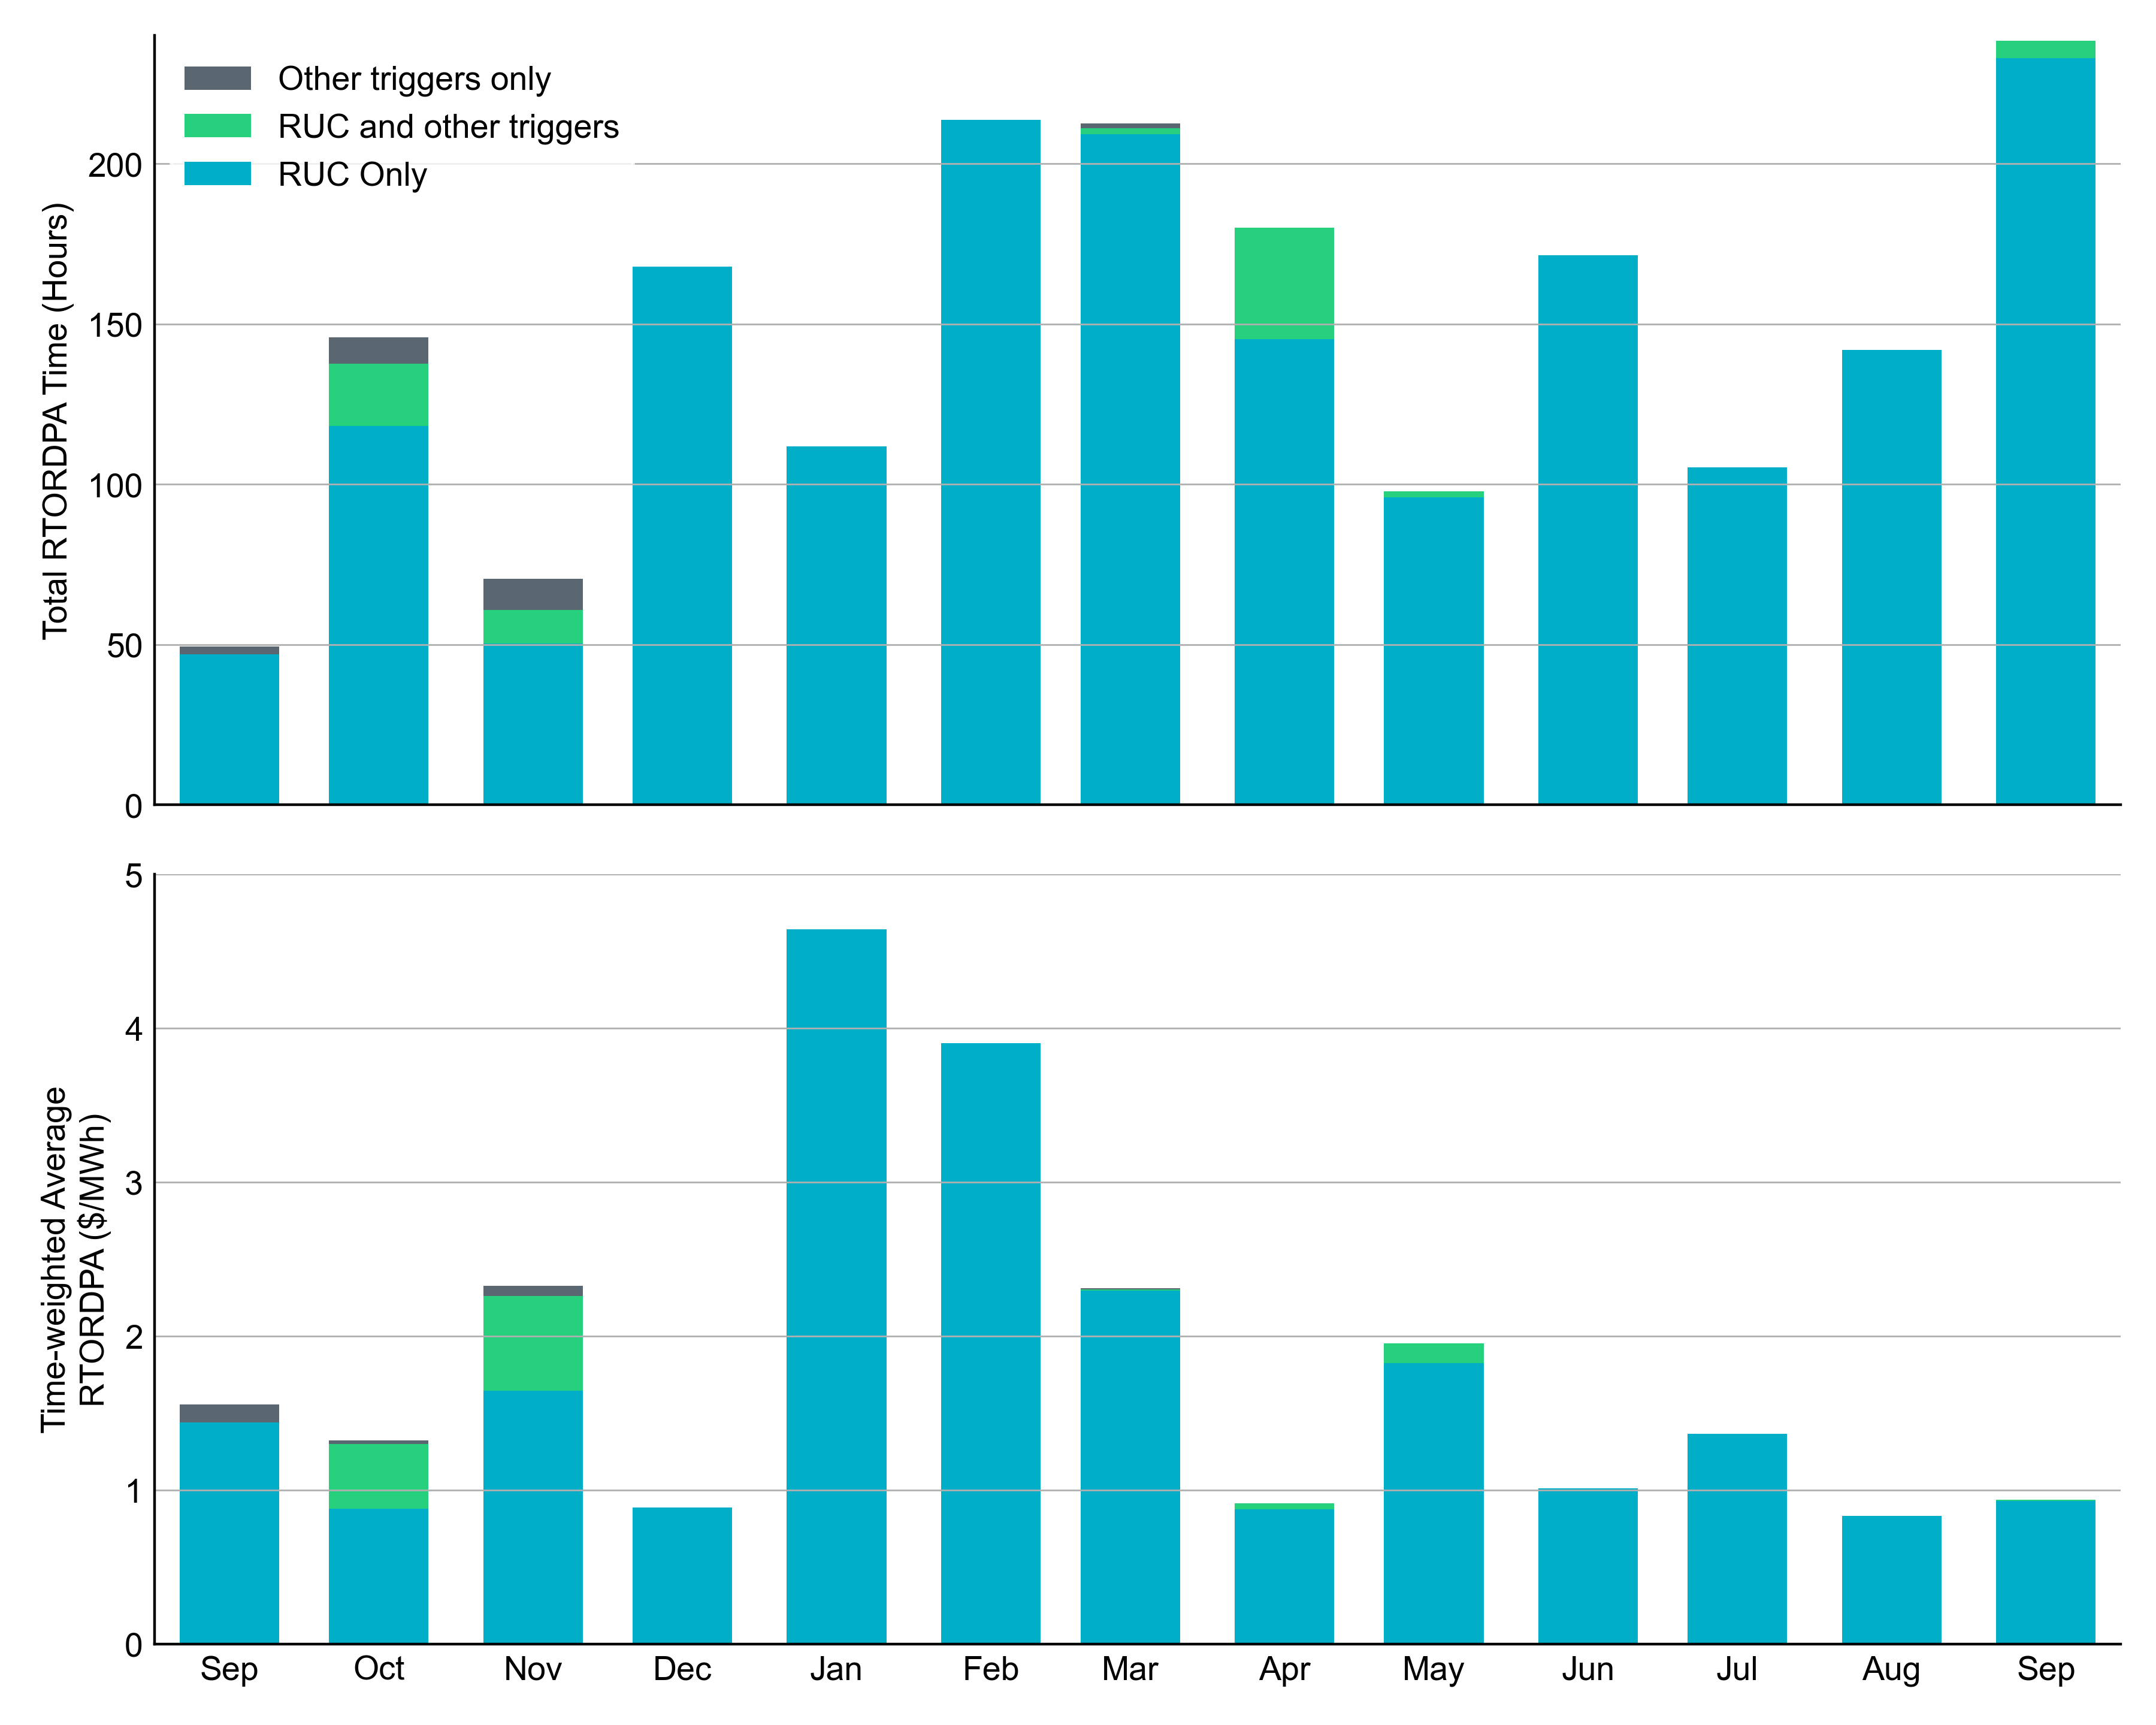 Other triggers only
RUC and other triggers
RUC Only
Total RTORDPA Time (Hours)
200
150
100
50
0
Time-weighted Average
RTORDPA ($/MWh)
5
4
3
2
1
0
Sep Oct Nov Dec Jan Feb Mar Apr May Jun Jul Aug Sep